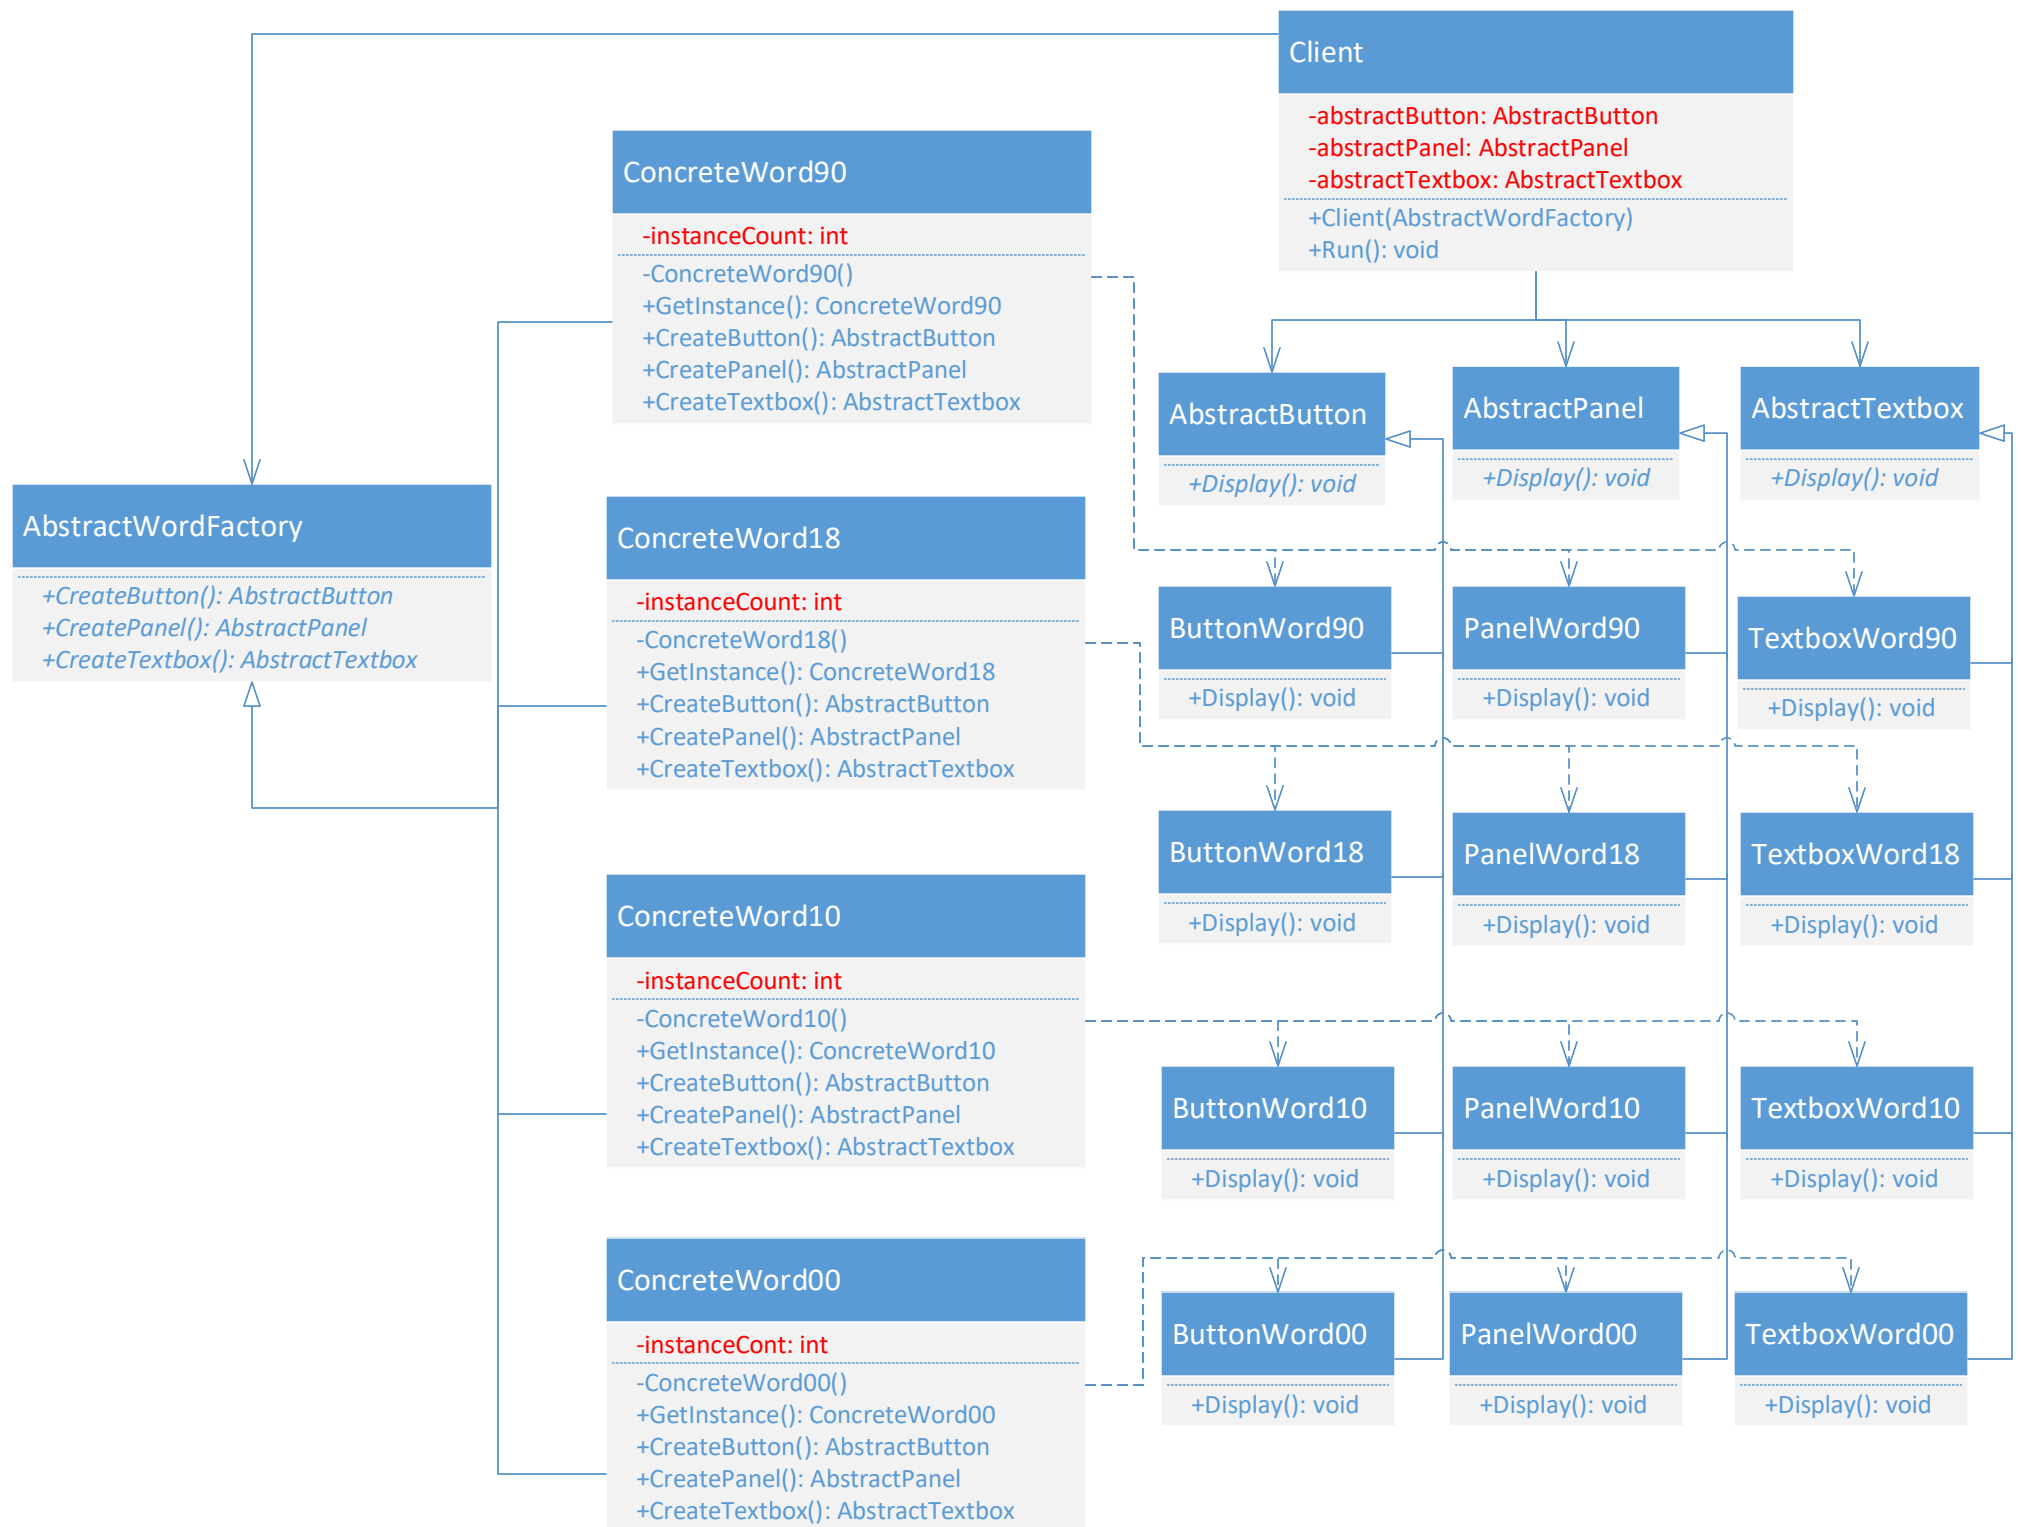 Client
-abstractButton: AbstractButton
-abstractPanel: AbstractPanel
-abstractTextbox: AbstractTextbox
+Client(AbstractWordFactory)
+Run(): void
ConcreteWord90
-instanceCount: int
-ConcreteWord90()
+GetInstance(): ConcreteWord90
+CreateButton(): AbstractButton
+CreatePanel(): AbstractPanel
+CreateTextbox(): AbstractTextbox
AbstractButton
+Display(): void
AbstractPanel
+Display(): void
AbstractTextbox
+Display(): void
AbstractWordFactory
+CreateButton(): AbstractButton
+CreatePanel(): AbstractPanel
+CreateTextbox(): AbstractTextbox
ConcreteWord18
-instanceCount: int
-ConcreteWord18()
+GetInstance(): ConcreteWord18
+CreateButton(): AbstractButton
+CreatePanel(): AbstractPanel
+CreateTextbox(): AbstractTextbox
ButtonWord90
+Display(): void
PanelWord90
+Display(): void
TextboxWord90
+Display(): void
ButtonWord18
+Display(): void
PanelWord18
+Display(): void
TextboxWord18
+Display(): void
ConcreteWord10
-instanceCount: int
-ConcreteWord10()
+GetInstance(): ConcreteWord10
+CreateButton(): AbstractButton
+CreatePanel(): AbstractPanel
+CreateTextbox(): AbstractTextbox
ButtonWord10
+Display(): void
PanelWord10
+Display(): void
TextboxWord10
+Display(): void
ConcreteWord00
-instanceCont: int
-ConcreteWord00()
+GetInstance(): ConcreteWord00
+CreateButton(): AbstractButton
+CreatePanel(): AbstractPanel
+CreateTextbox(): AbstractTextbox
ButtonWord00
+Display(): void
PanelWord00
+Display(): void
TextboxWord00
+Display(): void